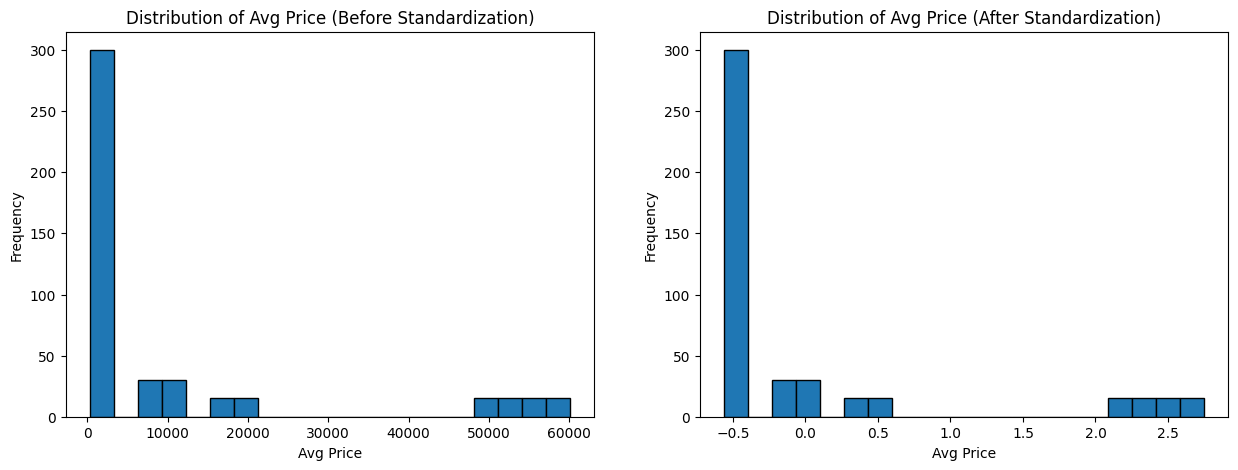 Distribution of Avg Price (Before Standardization)
Frequency
300
250
200
150
100
50
0
0 10000 20000 30000 40000 50000 60000
Avg Price
Distribution of Avg Price (After Standardization)
Frequency
300
250
200
150
100
50
0
−0.5 0.0 0.5 1.0 1.5 2.0 2.5
Avg Price